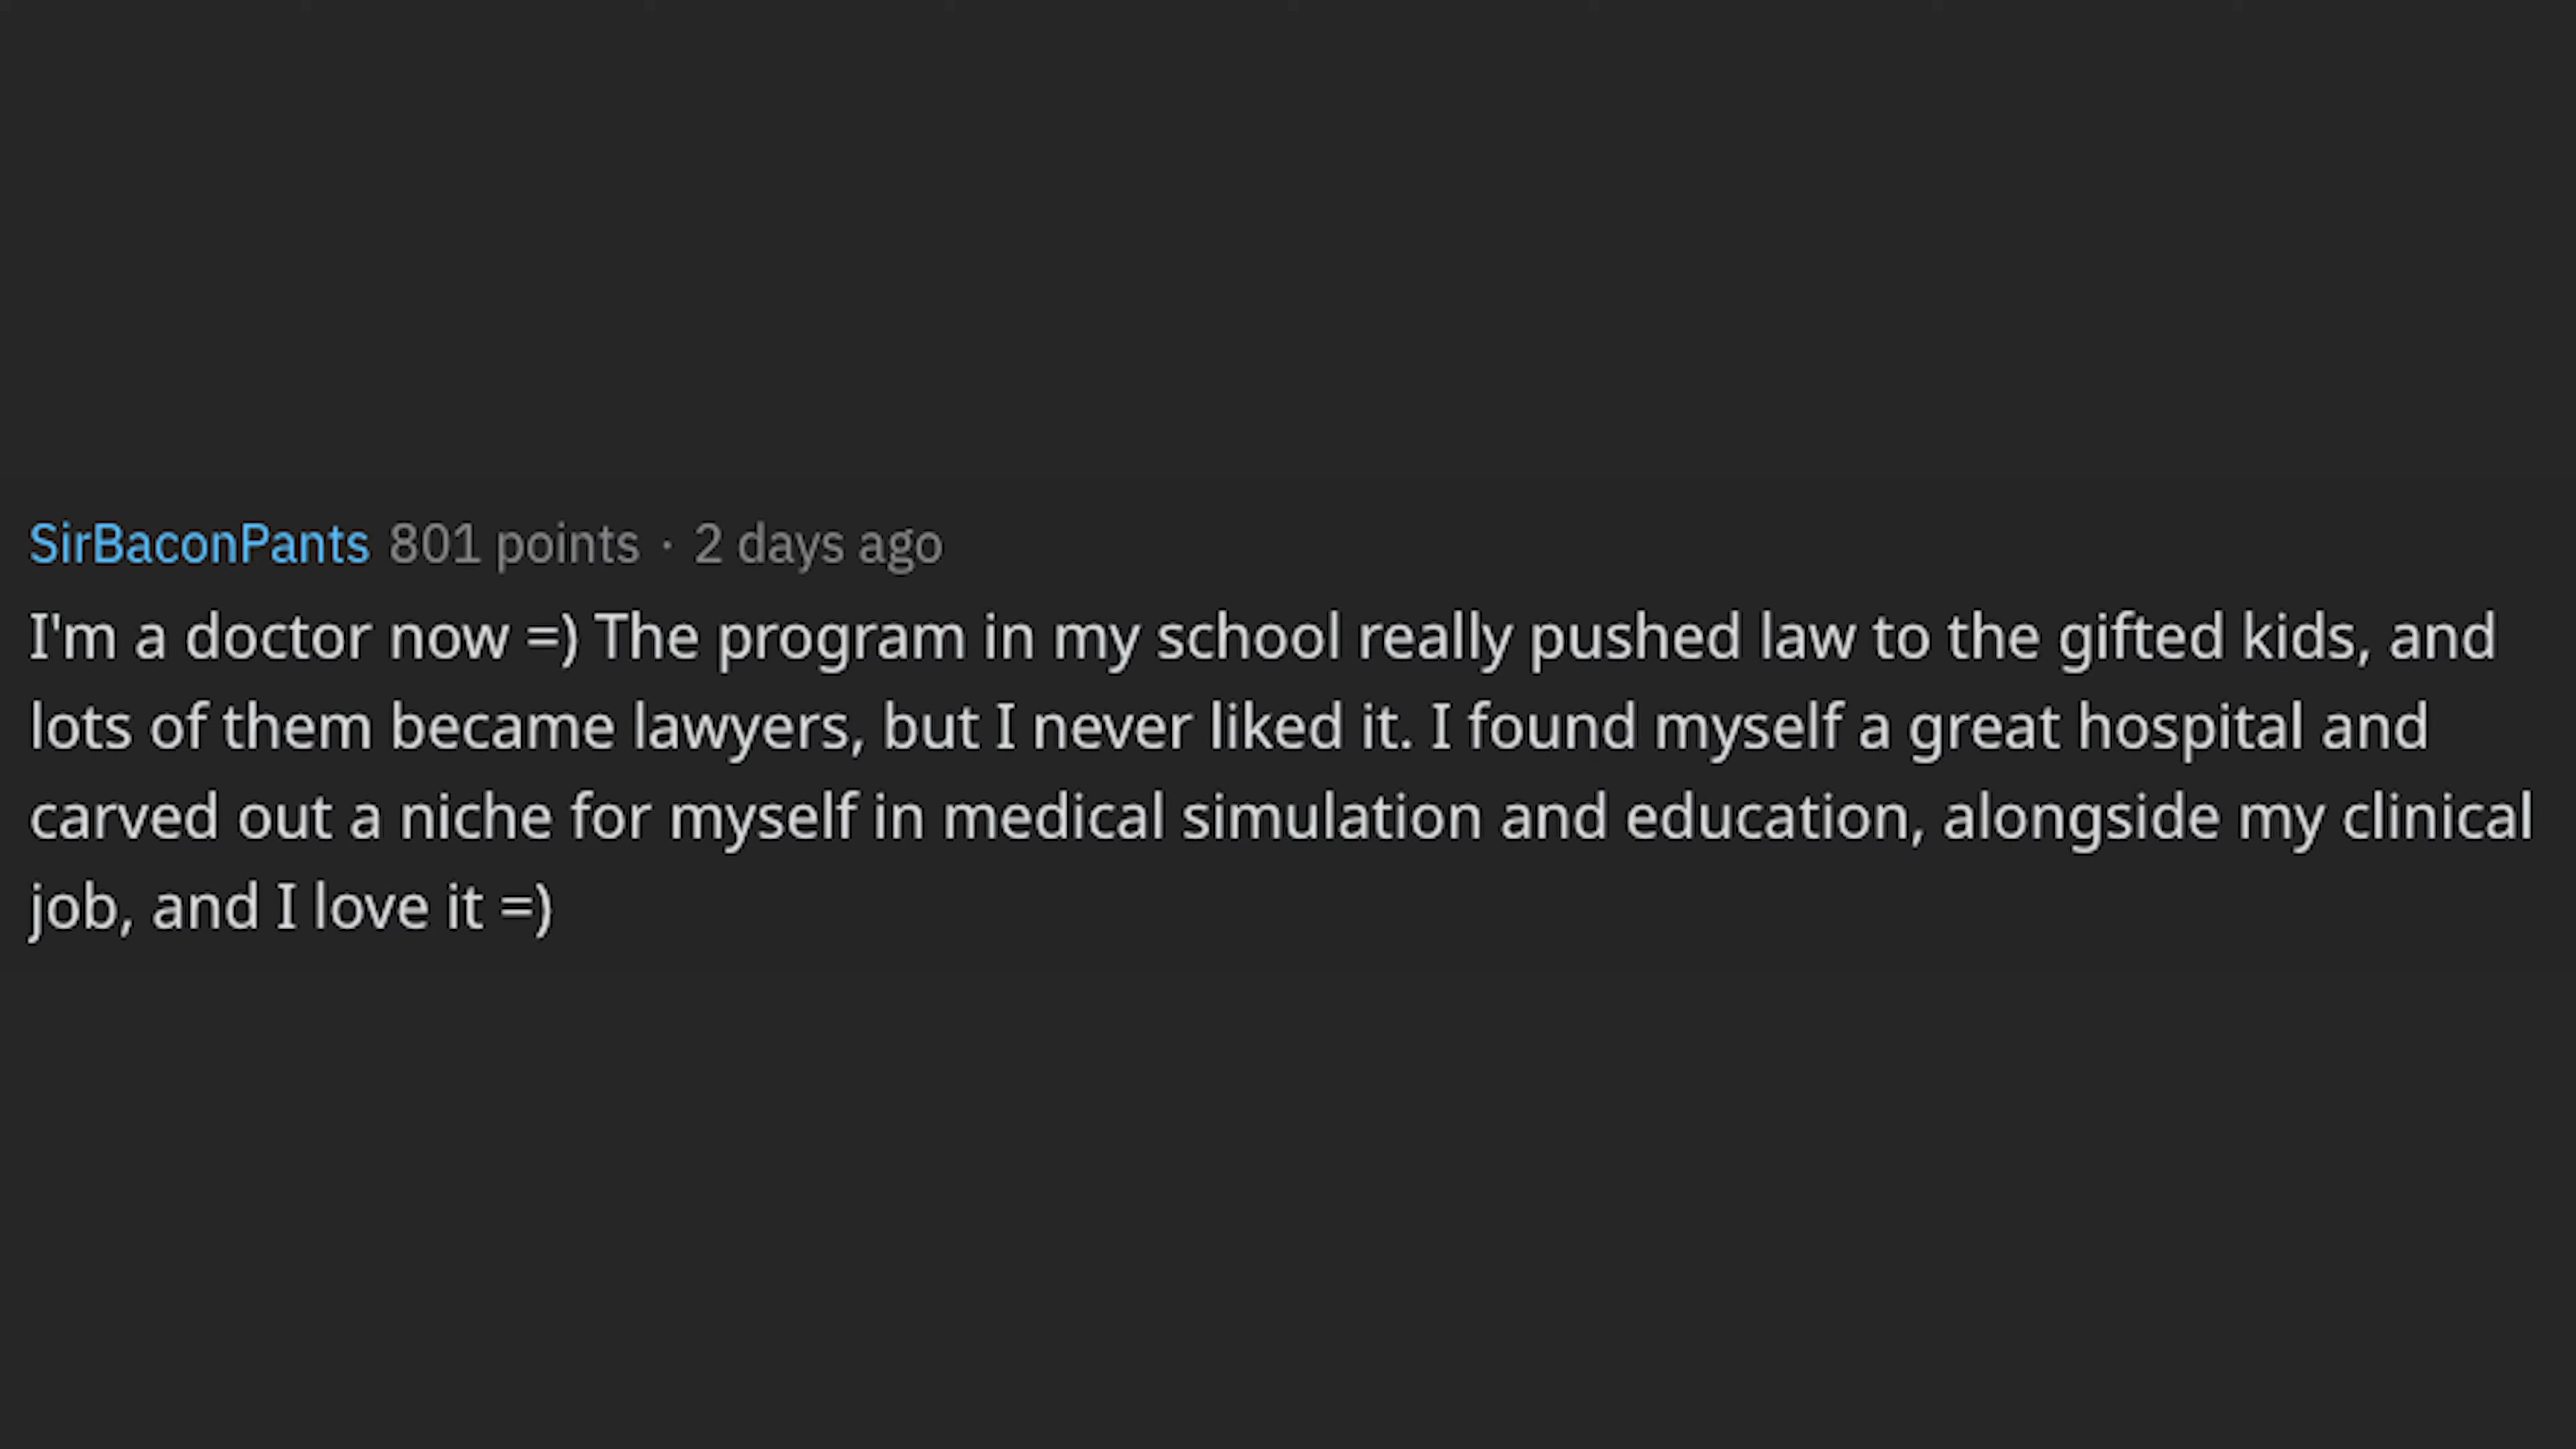 SirBaconPants 801 points · 2 days ago
I'm a doctor now =) The program in my school really pushed law to the gifted kids, and
lots of them became lawyers, but I never liked it. I found myself a great hospital and
carved out a niche for myself in medical simulation and education, alongside my clinical
job, and I love it =)